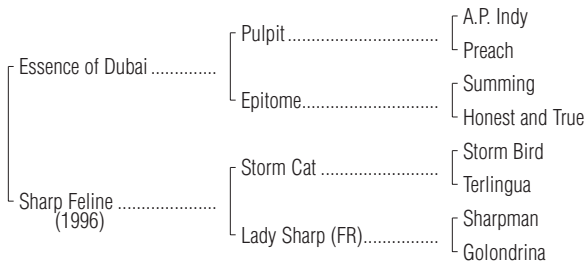 A.P. Indy
Pulpit..............................
Preach
Essence of Dubai .............
Summing
Epitome...........................
Honest and True
Storm Bird
Storm Cat .......................
Terlingua
Sharp Feline ...................
(1996)
Sharpman
Lady Sharp (FR)...............
Golondrina